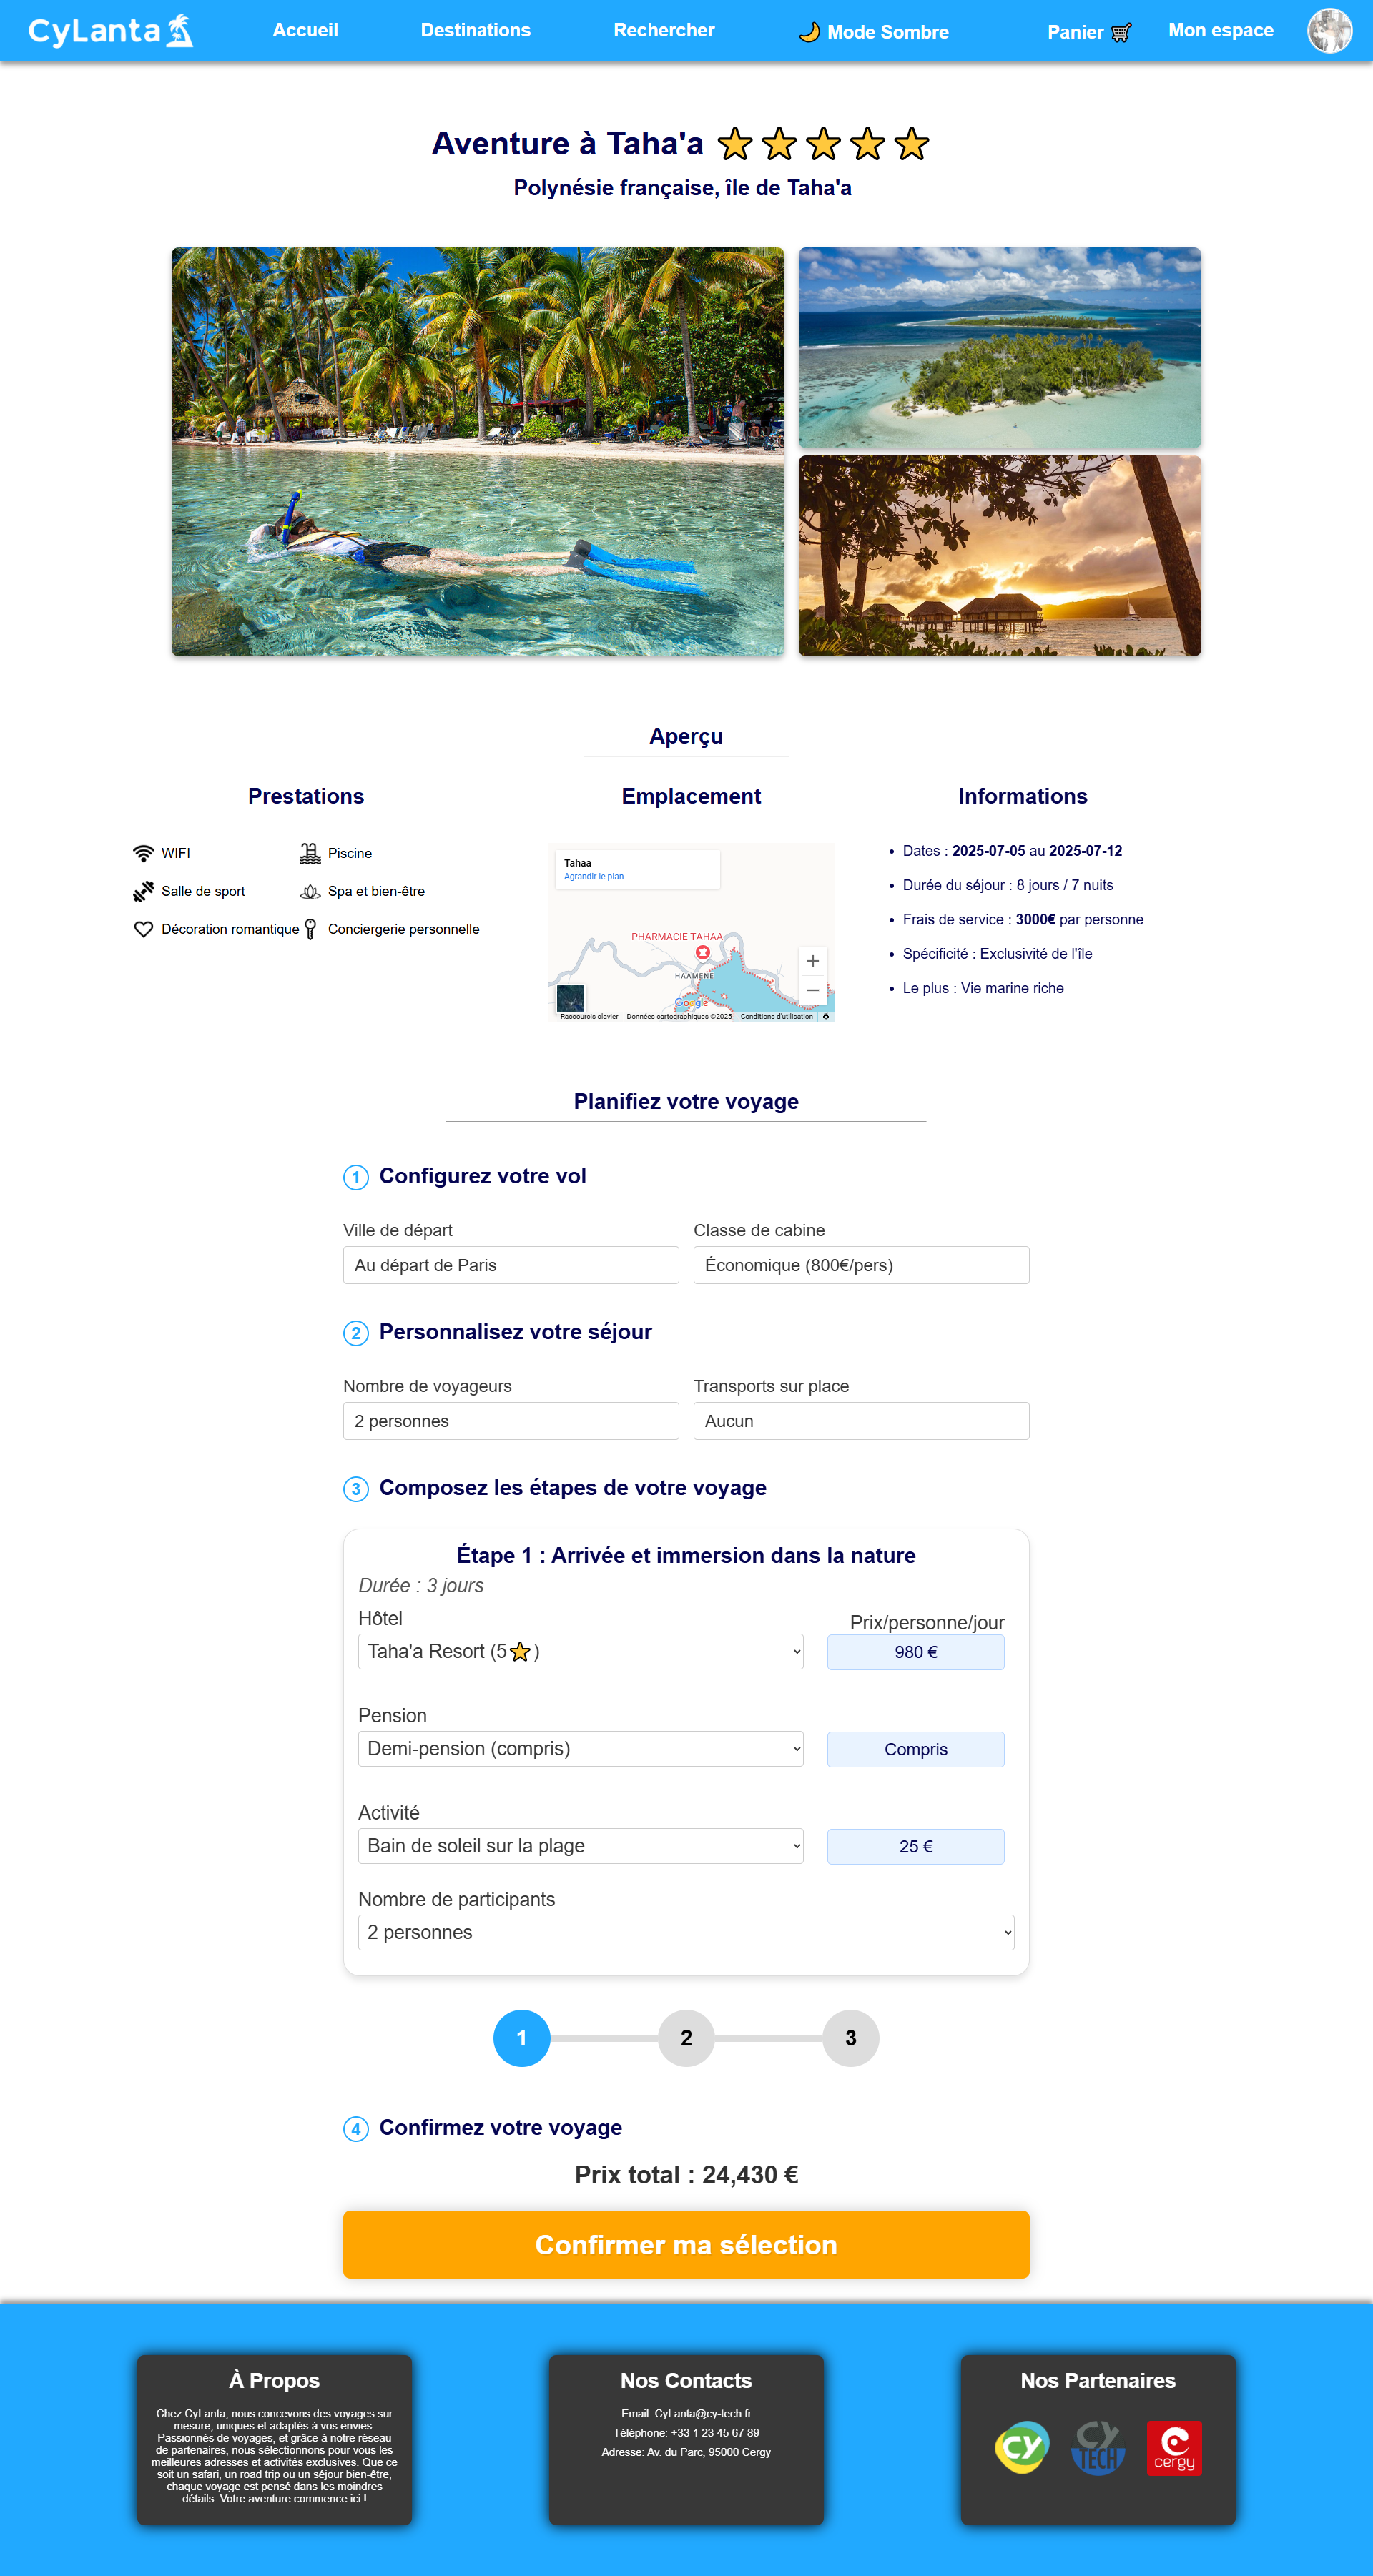 CyLanta
Accueil
Destinations
Rechercher
🌙 Mode Sombre
Panier 🛒
Mon espace
Aventure à Taha'a ⭐⭐⭐⭐⭐
Polynésie française, île de Taha'a
Aperçu
Prestations
WIFI
Piscine
Salle de sport
Spa et bien-être
Décoration romantique
Conciergerie personnelle
Emplacement
Tahaa
Agrandir le plan
PHARMACIE TAHAA
HAAMENE
Google
Raccourcis clavier
Données cartographiques ©2025
Conditions d'utilisation
Informations
• Dates : 2025-07-05 au 2025-07-12
• Durée du séjour : 8 jours / 7 nuits
• Frais de service : 3000€ par personne
• Spécificité : Exclusivité de l'île
• Le plus : Vie marine riche
Planifiez votre voyage
1 Configurez votre vol
Ville de départ
Au départ de Paris
Classe de cabine
Économique (800€/pers)
2 Personnalisez votre séjour
Nombre de voyageurs
2 personnes
Transports sur place
Aucun
3 Composez les étapes de votre voyage
Étape 1 : Arrivée et immersion dans la nature
Durée : 3 jours
Hôtel
Prix/personne/jour
Taha'a Resort (5⭐)
980 €
Pension
Demi-pension (compris)
Compris
Activité
Bain de soleil sur la plage
25 €
Nombre de participants
2 personnes
1
2
3
4 Confirmez votre voyage
Prix total : 24,430 €
Confirmer ma sélection
À Propos
Chez CyLanta, nous concevons des voyages sur
mesure, uniques et adaptés à vos envies.
Passionnés de voyages, et grâce à notre réseau
de partenaires, nous sélectionnons pour vous les
meilleures adresses et activités exclusives. Que ce
soit un safari, un road trip ou un séjour bien-être,
chaque voyage est pensé dans les moindres
détails. Votre aventure commence ici !
Nos Contacts
Email: CyLanta@cy-tech.fr
Téléphone: +33 1 23 45 67 89
Adresse: Av. du Parc, 95000 Cergy
Nos Partenaires
CY
CY
TECH
cergy